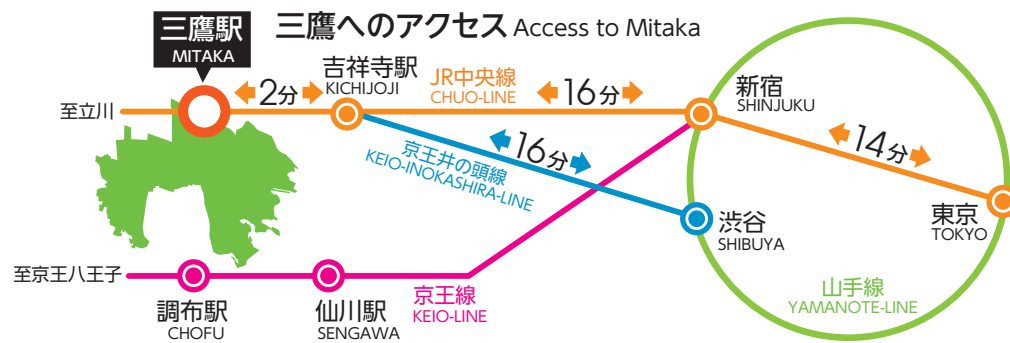 三鷹駅
MITAKA
三鷹へのアクセス Access to Mitaka
至立川
2分
吉祥寺駅
KICHIJOJI
JR中央線
CHUO-LINE
16分
新宿
SHINJUKU
京王井の頭線
KEIO-INOKASHIRA-LINE
16分
14分
渋谷
SHIBUYA
東京
TOKYO
至京王八王子
調布駅
CHOFU
仙川駅
SENGAWA
京王線
KEIO-LINE
山手線
YAMANOTE-LINE